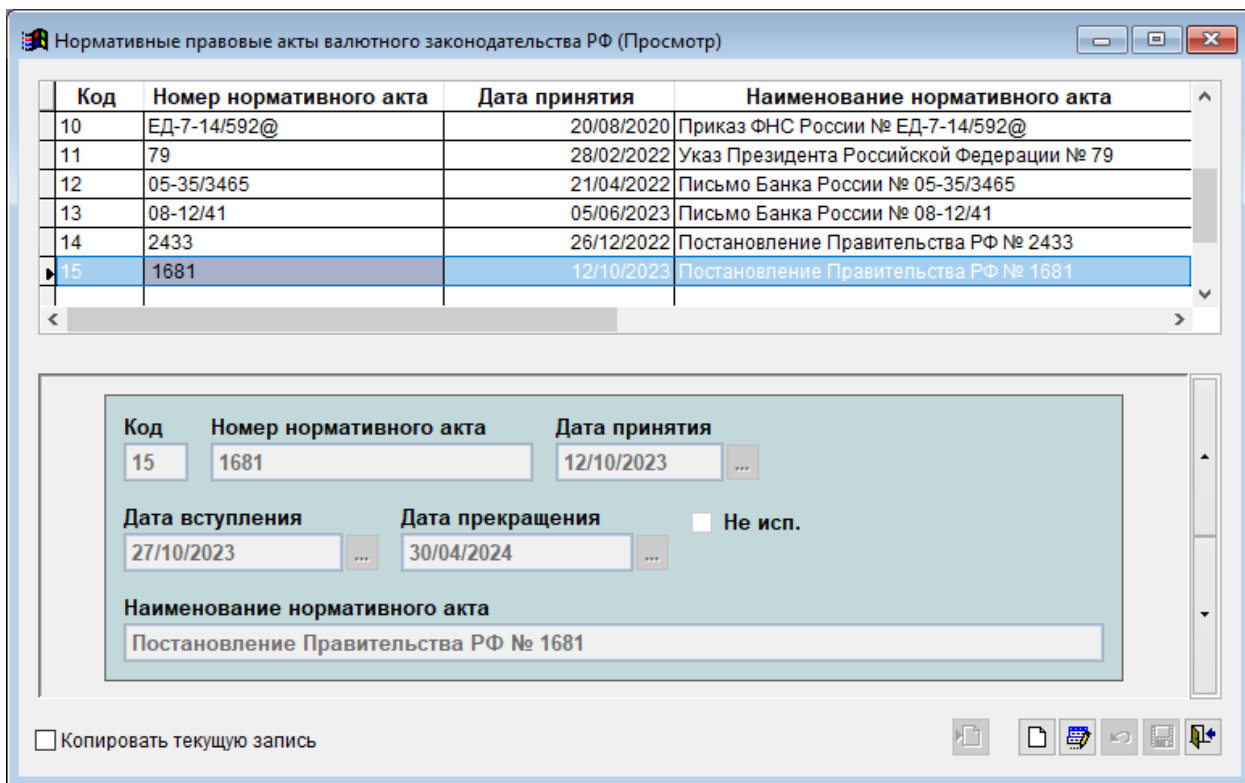 Нормативные правовые акты валютного законодательства РФ (Просмотр)
Код Номер нормативного акта Дата принятия Наименование нормативного акта
10 ЕД-7-14/592@ 20/08/2020 Приказ ФНС России № ЕД-7-14/592@
11 79 28/02/2022 Указ Президента Российской Федерации № 79
12 05-35/3465 21/04/2022 Письмо Банка России № 05-35/3465
13 08-12/41 05/06/2023 Письмо Банка России № 08-12/41
14 2433 26/12/2022 Постановление Правительства РФ № 2433
15 1681 12/10/2023 Постановление Правительства РФ № 1681
Код Номер нормативного акта Дата принятия
15 1681 12/10/2023 ...
Дата вступления Дата прекращения Не исп.
27/10/2023 ... 30/04/2024 ...
Наименование нормативного акта
Постановление Правительства РФ № 1681
Копировать текущую запись